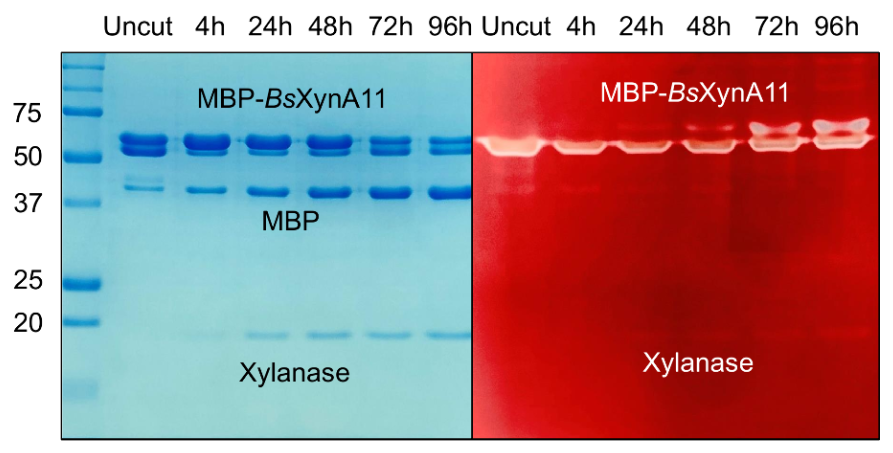 Uncut 4h 24h 48h 72h 96h Uncut 4h 24h 48h 72h 96h
MBP-BsXynA11
MBP-BsXynA11
75
50
37
MBP
25
20
Xylanase
Xylanase